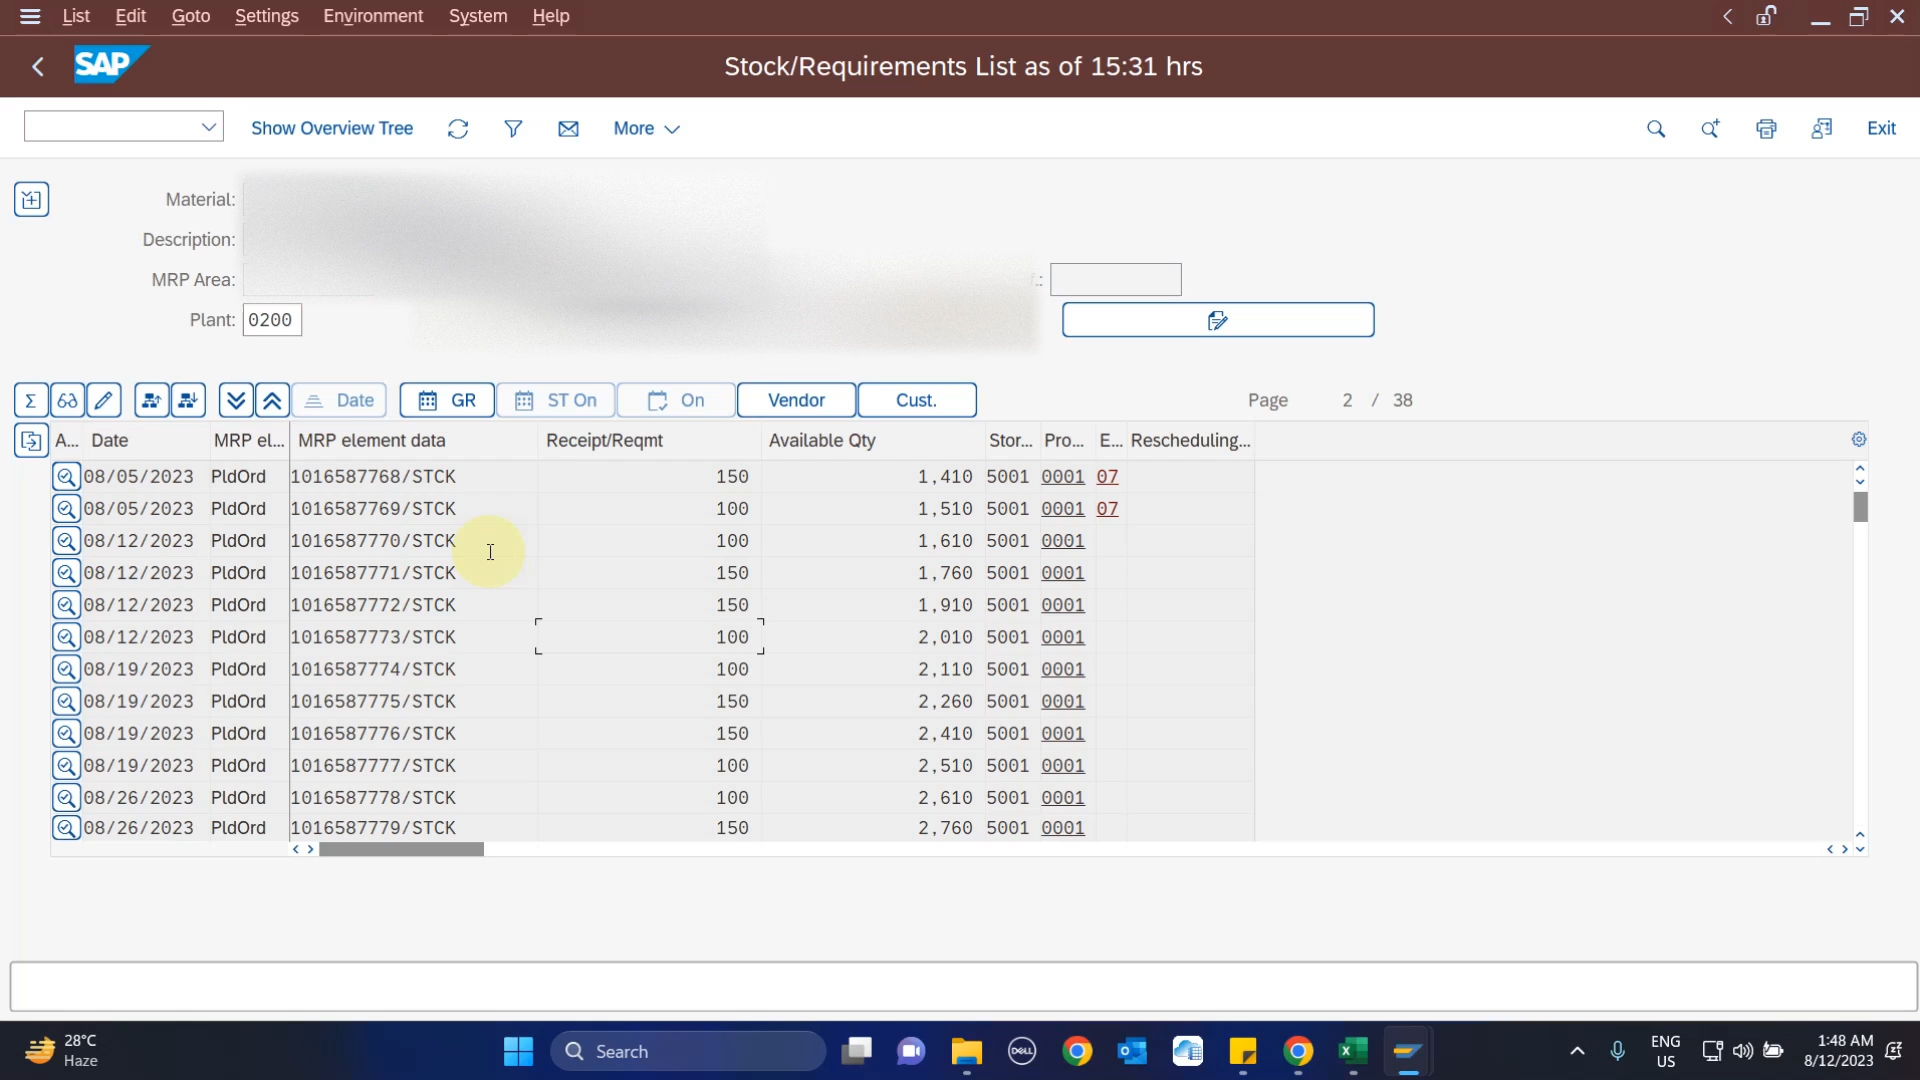 List Edit Goto Settings Environment System Help
SAP Stock/Requirements List as of 15:31 hrs
Show Overview Tree More Exit
Material:
Description:
MRP Area: :
Plant: 0200
Σ Date GR ST On On Vendor Cust. Page 2 / 38
A... Date MRP el... MRP element data Receipt/Reqmt Available Qty Stor... Pro... E... Rescheduling...
08/05/2023 PldOrd 1016587768/STCK 150 1,410 5001 0001 07
08/05/2023 PldOrd 1016587769/STCK 100 1,510 5001 0001 07
08/12/2023 PldOrd 1016587770/STCK 100 1,610 5001 0001
08/12/2023 PldOrd 1016587771/STCK 150 1,760 5001 0001
08/12/2023 PldOrd 1016587772/STCK 150 1,910 5001 0001
08/12/2023 PldOrd 1016587773/STCK 100 2,010 5001 0001
08/19/2023 PldOrd 1016587774/STCK 100 2,110 5001 0001
08/19/2023 PldOrd 1016587775/STCK 150 2,260 5001 0001
08/19/2023 PldOrd 1016587776/STCK 150 2,410 5001 0001
08/19/2023 PldOrd 1016587777/STCK 100 2,510 5001 0001
08/26/2023 PldOrd 1016587778/STCK 100 2,610 5001 0001
08/26/2023 PldOrd 1016587779/STCK 150 2,760 5001 0001
28°C Haze Search DELL ENG US 1:48 AM 8/12/2023